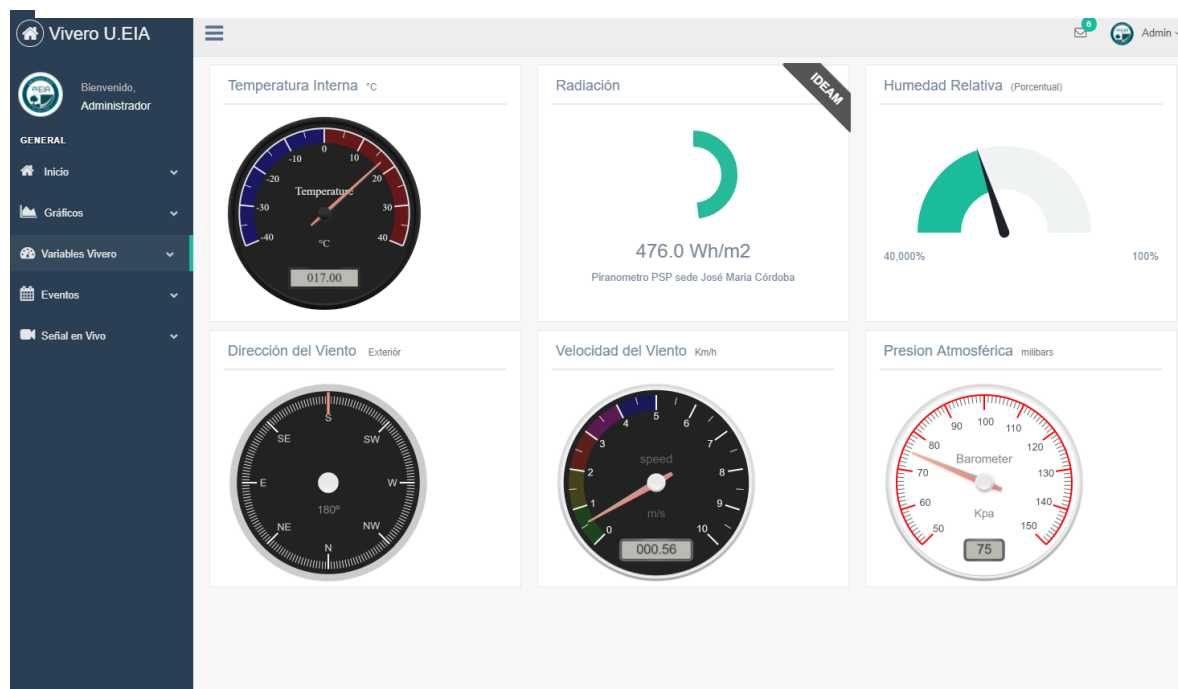 Vivero U.EIA
6
Admin
Bienvenido,
Administrador
GENERAL
Inicio
Gráficos
Variables Vivero
Eventos
Señal en Vivo
Temperatura Interna °C
-40
-30
-20
-10
0
10
20
30
40
Temperature
°C
017.00
Radiación
IDEAM
476.0 Wh/m2
Piranometro PSP sede José Maria Córdoba
Humedad Relativa (Porcentual)
40,000% 100%
Dirección del Viento Exteriór
S
SE SW
E W
180º
NE NW
N
Velocidad del Viento Km/h
0
1
2
3
4
5
6
7
8
9
10
speed
m/s
000.56
Presion Atmosférica milibars
50
60
70
80
90
100
110
120
130
140
150
Barometer
Kpa
75